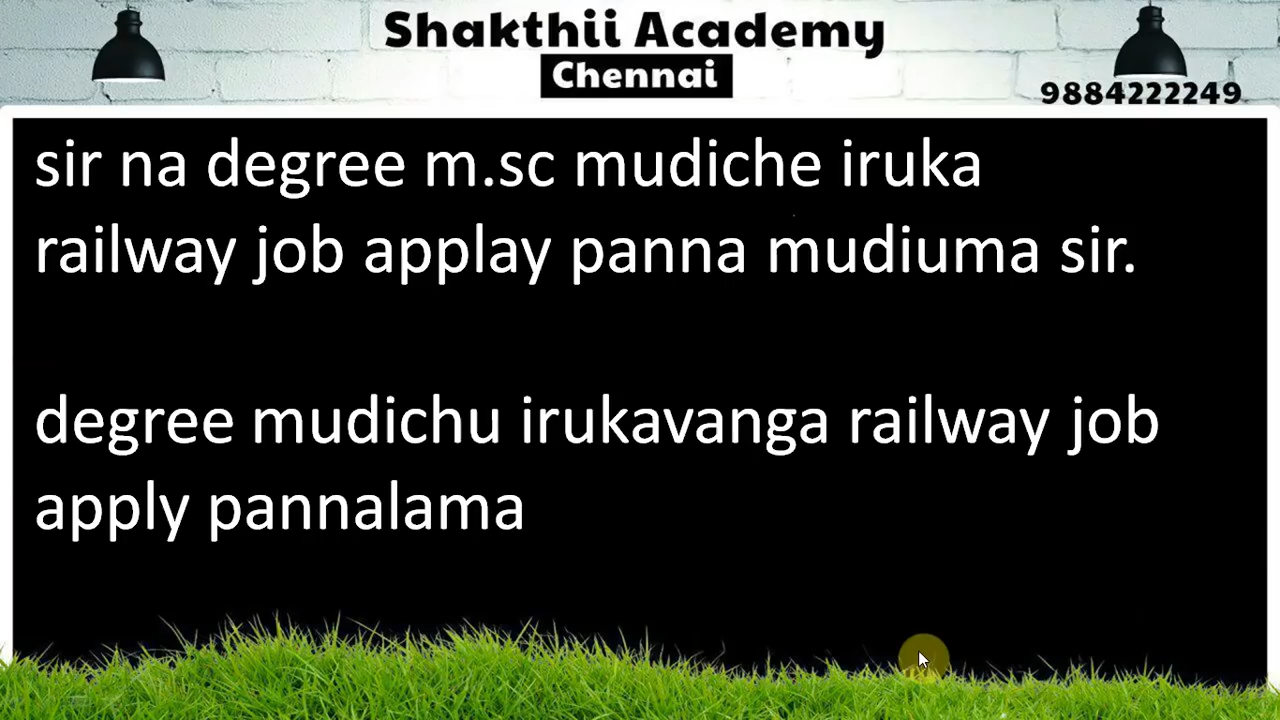 Shakthii Academy
Chennai
9884222249
sir na degree m.sc mudiche iruka
railway job applay panna mudiuma sir.
degree mudichu irukavanga railway job
apply pannalama